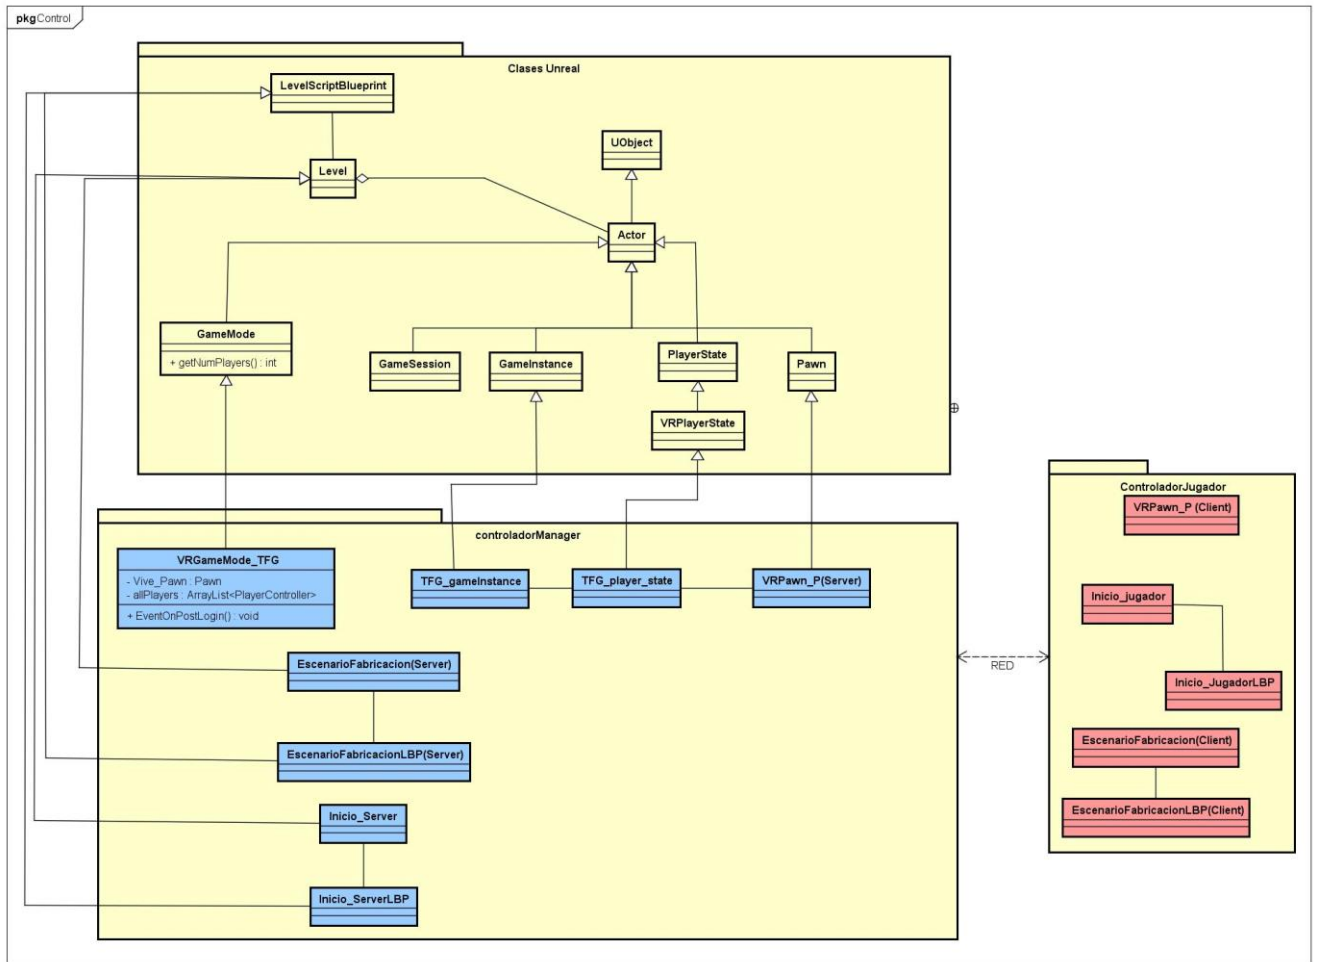 pkg Control
Clases Unreal
LevelScriptBlueprint
UObject
Level
Actor
GameMode
+ getNumPlayers() : int
GameSession
GameInstance
PlayerState
Pawn
VRPlayerState
controladorManager
VRGameMode_TFG
- Vive_Pawn : Pawn
- allPlayers : ArrayList<PlayerController>
+ EventOnPostLogin() : void
TFG_gameInstance
TFG_player_state
VRPawn_P(Server)
EscenarioFabricacion(Server)
EscenarioFabricacionLBP(Server)
Inicio_Server
Inicio_ServerLBP
RED
ControladorJugador
VRPawn_P (Client)
Inicio_jugador
Inicio_JugadorLBP
EscenarioFabricacion(Client)
EscenarioFabricacionLBP(Client)